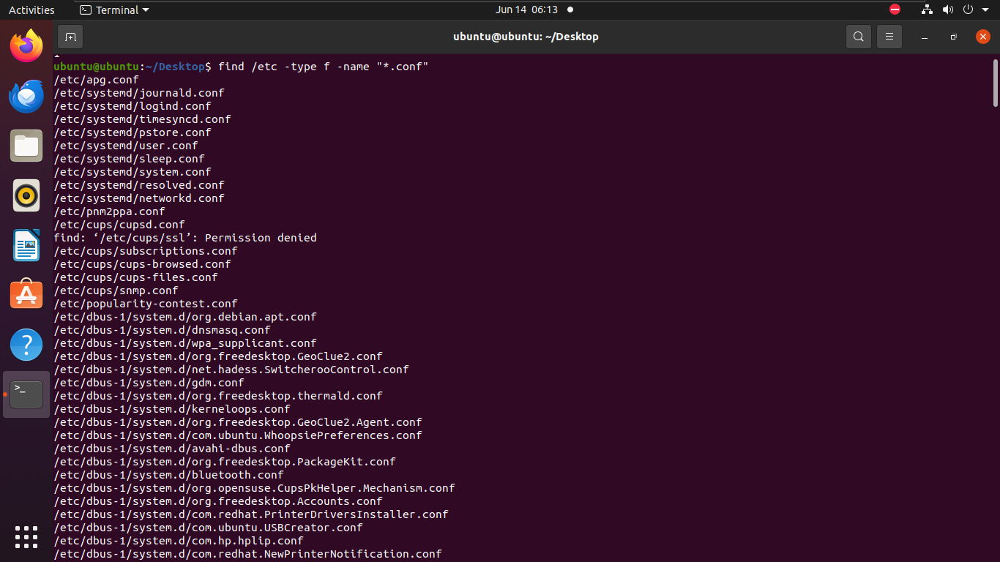 Activities Terminal Jun 14 06:13
ubuntu@ubuntu: ~/Desktop
ubuntu@ubuntu:~/Desktop$ find /etc -type f -name "*.conf"
/etc/apg.conf
/etc/systemd/journald.conf
/etc/systemd/logind.conf
/etc/systemd/timesyncd.conf
/etc/systemd/pstore.conf
/etc/systemd/user.conf
/etc/systemd/sleep.conf
/etc/systemd/system.conf
/etc/systemd/resolved.conf
/etc/systemd/networkd.conf
/etc/pnm2ppa.conf
/etc/cups/cupsd.conf
find: ‘/etc/cups/ssl’: Permission denied
/etc/cups/subscriptions.conf
/etc/cups/cups-browsed.conf
/etc/cups/cups-files.conf
/etc/cups/snmp.conf
/etc/popularity-contest.conf
/etc/dbus-1/system.d/org.debian.apt.conf
/etc/dbus-1/system.d/dnsmasq.conf
/etc/dbus-1/system.d/wpa_supplicant.conf
/etc/dbus-1/system.d/org.freedesktop.GeoClue2.conf
/etc/dbus-1/system.d/net.hadess.SwitcherooControl.conf
/etc/dbus-1/system.d/gdm.conf
/etc/dbus-1/system.d/org.freedesktop.thermald.conf
/etc/dbus-1/system.d/kerneloops.conf
/etc/dbus-1/system.d/org.freedesktop.GeoClue2.Agent.conf
/etc/dbus-1/system.d/com.ubuntu.WhoopsiePreferences.conf
/etc/dbus-1/system.d/avahi-dbus.conf
/etc/dbus-1/system.d/org.freedesktop.PackageKit.conf
/etc/dbus-1/system.d/bluetooth.conf
/etc/dbus-1/system.d/org.opensuse.CupsPkHelper.Mechanism.conf
/etc/dbus-1/system.d/org.freedesktop.Accounts.conf
/etc/dbus-1/system.d/com.redhat.PrinterDriversInstaller.conf
/etc/dbus-1/system.d/com.ubuntu.USBCreator.conf
/etc/dbus-1/system.d/com.hp.hplip.conf
/etc/dbus-1/system.d/com.redhat.NewPrinterNotification.conf